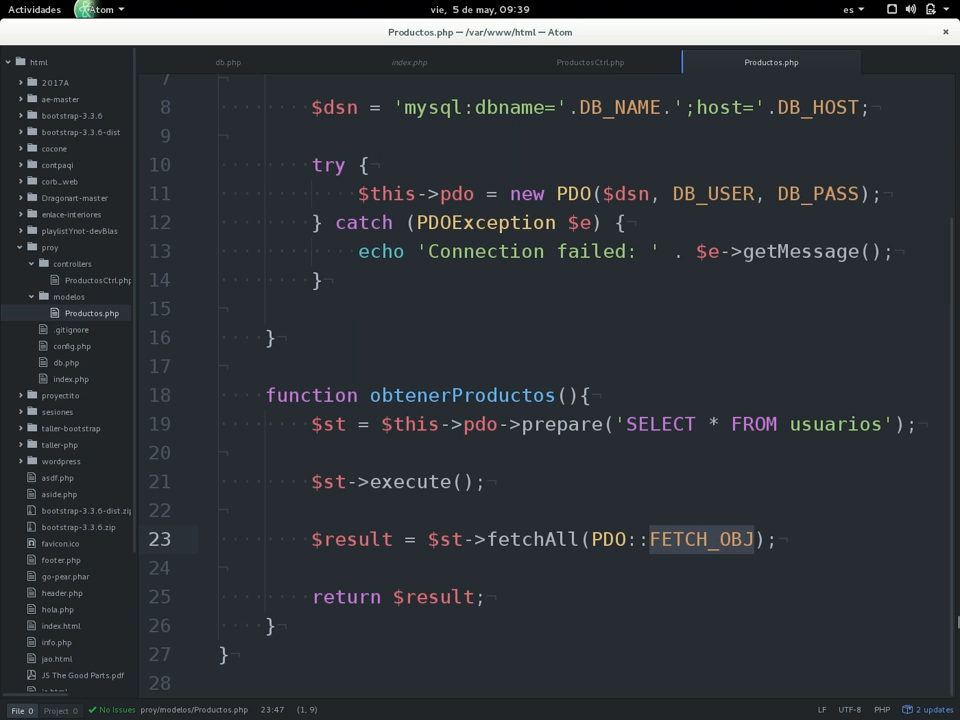 Actividades
Atom
vie, 5 de may, 09:39
es
Productos.php — /var/www/html — Atom
html
2017A
ae-master
bootstrap-3.3.6
bootstrap-3.3.6-dist
cocone
contpaqi
corb_web
Dragonart-master
enlace-interiores
playlistYnot-devBlas
proy
controllers
ProductosCtrl.php
modelos
Productos.php
.gitignore
config.php
db.php
index.php
proyectito
sesiones
taller-bootstrap
taller-php
wordpress
asdf.php
aside.php
bootstrap-3.3.6-dist.zip
bootstrap-3.3.6.zip
favicon.ico
footer.php
go-pear.phar
header.php
hola.php
index.html
info.php
jao.html
JS The Good Parts.pdf
db.php
index.php
ProductosCtrl.php
Productos.php
7
8 $dsn = 'mysql:dbname='.DB_NAME.';host='.DB_HOST;
9
10 try {
11 $this->pdo = new PDO($dsn, DB_USER, DB_PASS);
12 } catch (PDOException $e) {
13 echo 'Connection failed: ' . $e->getMessage();
14 }
15
16 }
17
18 function obtenerProductos(){
19 $st = $this->pdo->prepare('SELECT * FROM usuarios');
20
21 $st->execute();
22
23 $result = $st->fetchAll(PDO::FETCH_OBJ);
24
25 return $result;
26 }
27 }
28
File 0
Project 0
No Issues
proy/modelos/Productos.php
23:47
(1, 9)
LF
UTF-8
PHP
2 updates